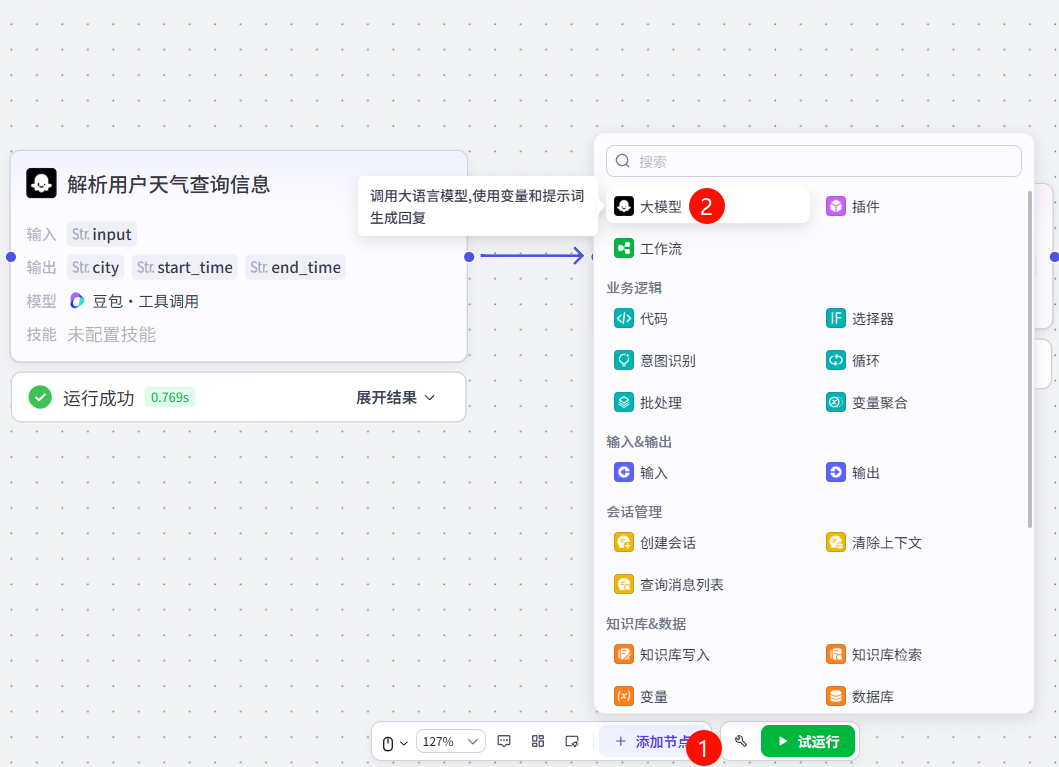 解析用户天气查询信息
输入 Str. input
输出 Str. city Str. start_time Str. end_time
模型 豆包・工具调用
技能 未配置技能
运行成功 0.769s 展开结果
调用大语言模型,使用变量和提示词
生成回复
搜索
大模型 2 插件
工作流
业务逻辑
代码 IF 选择器
意图识别 循环
批处理 变量聚合
输入&输出
输入 输出
会话管理
创建会话 清除上下文
查询消息列表
知识库&数据
知识库写入 知识库检索
(x) 变量 数据库
127% 添加节点 1 试运行